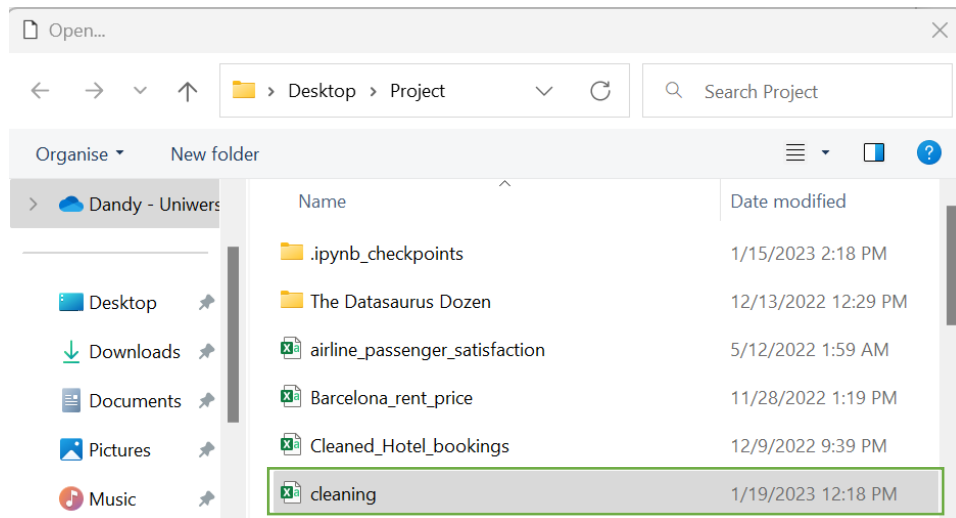 Open...
Desktop > Project
Search Project
Organise
New folder
Dandy - Uniwers
Name
Date modified
.ipynb_checkpoints 1/15/2023 2:18 PM
Desktop
The Datasaurus Dozen 12/13/2022 12:29 PM
Downloads
airline_passenger_satisfaction 5/12/2022 1:59 AM
Documents
Barcelona_rent_price 11/28/2022 1:19 PM
Pictures
Cleaned_Hotel_bookings 12/9/2022 9:39 PM
Music
cleaning 1/19/2023 12:18 PM